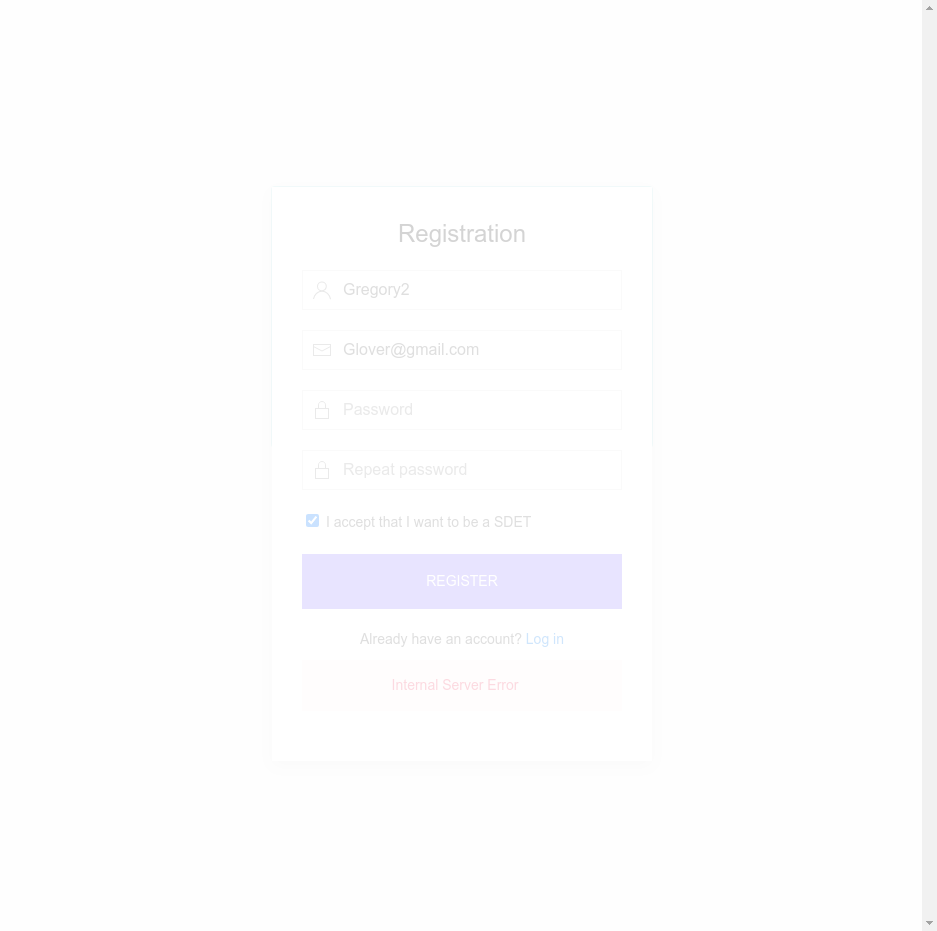 Registration
Gregory2
Glover@gmail.com
Password
Repeat password
I accept that I want to be a SDET
REGISTER
Already have an account? Log in
Internal Server Error